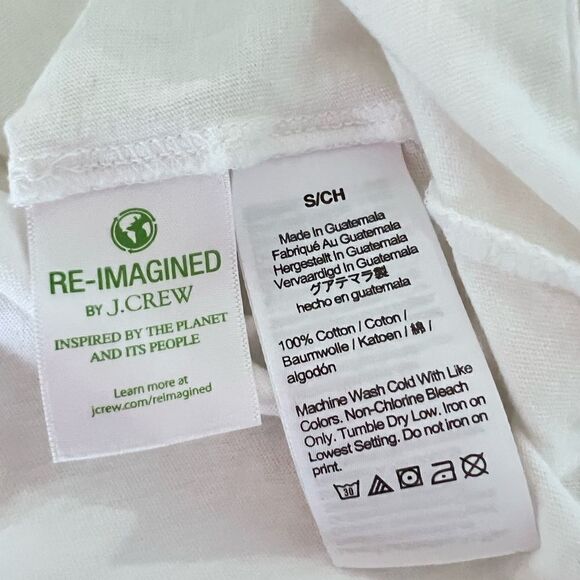 RE-IMAGINED
BY J.CREW
INSPIRED BY THE PLANET
AND ITS PEOPLE
Learn more at
jcrew.com/reimagined
S/CH
Made In Guatemala
Fabriqué Au Guatemala
Hergestellt In Guatemala
Vervaardigd In Guatemala
グアテマラ製
hecho en guatemala
100% Cotton / Coton /
Baumwolle / Katoen / 綿 /
algodón
Machine Wash Cold With Like
Colors. Non-Chlorine Bleach
Only. Tumble Dry Low. Iron on
Lowest Setting. Do not iron on
print.
30